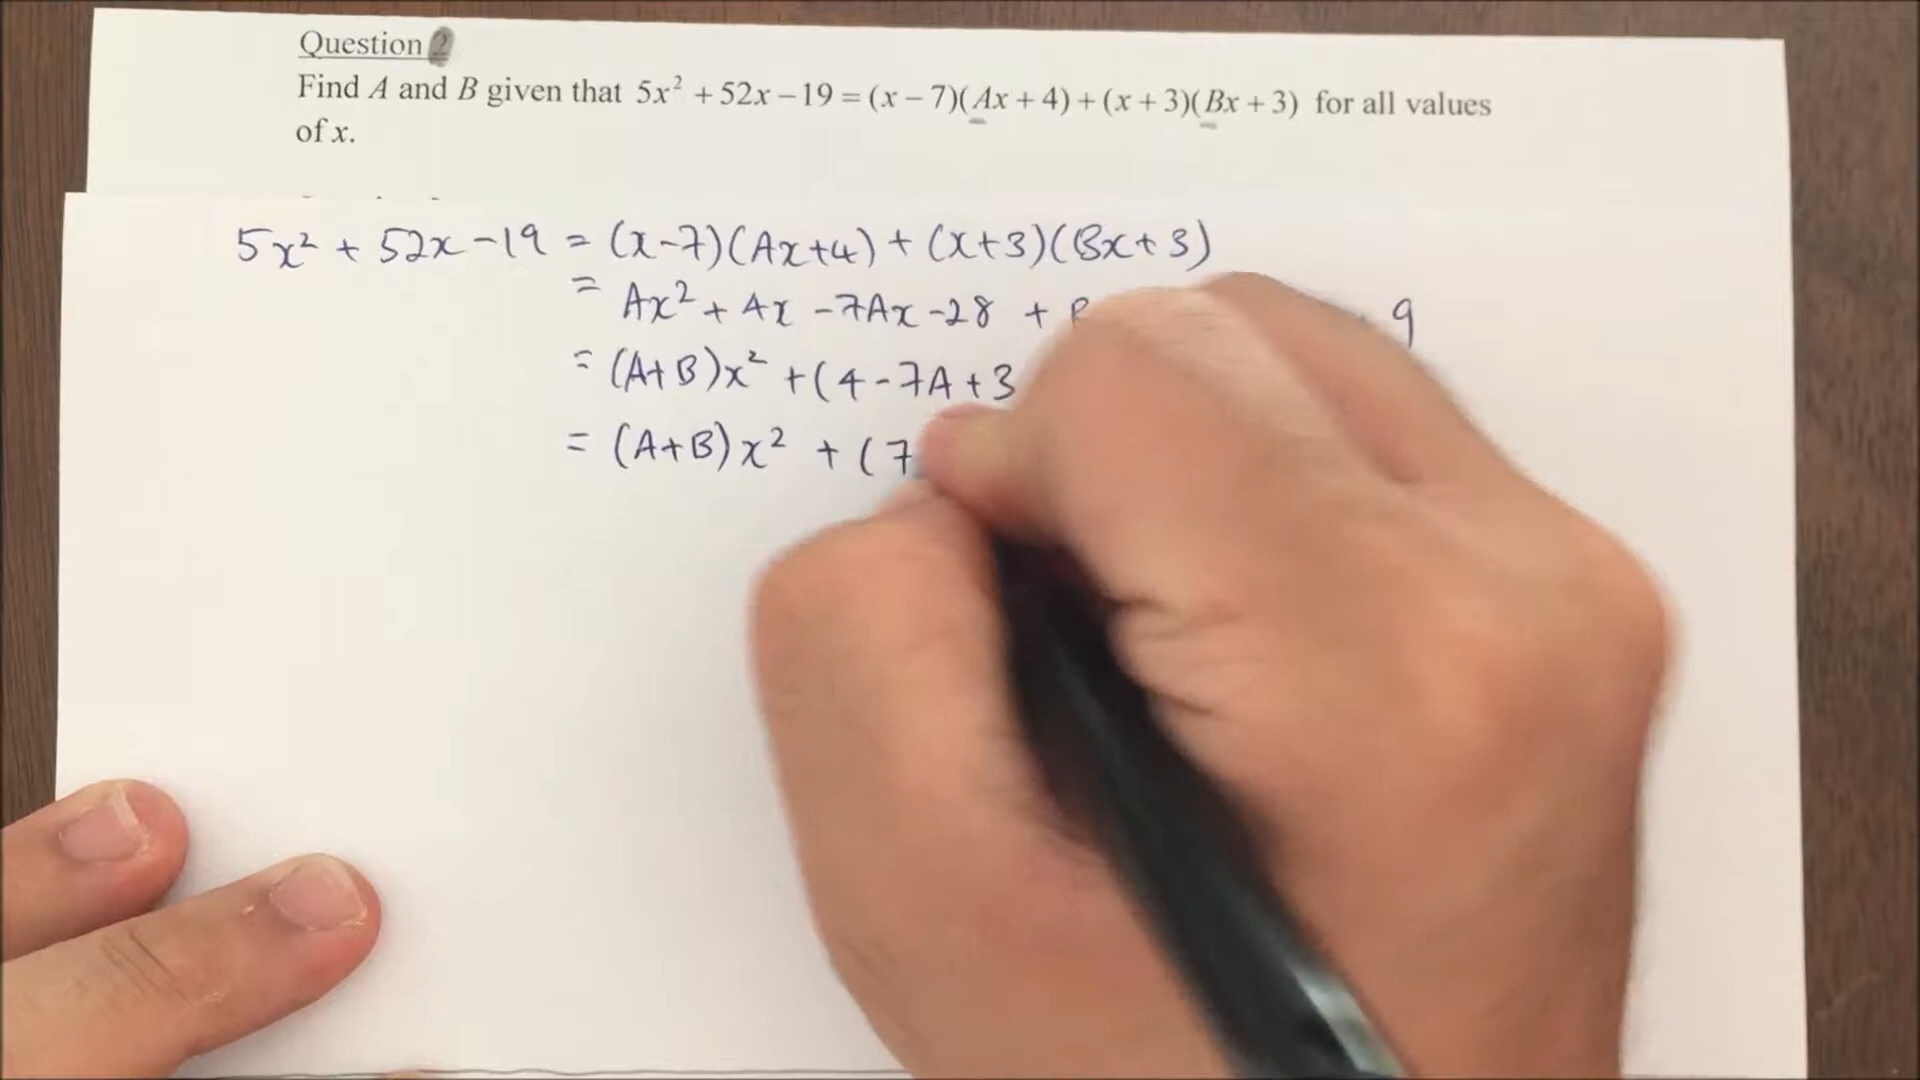 Question 2
Find A and B given that 5x² + 52x − 19 = (x − 7)(Ax + 4) + (x + 3)(Bx + 3) for all values
of x.
5x² + 52x − 19 = (x−7)(Ax+4) + (x+3)(Bx+3)
= Ax² + 4x − 7Ax − 28 + 9
= (A+B)x² + (4 − 7A + 3
= (A+B)x² + (7